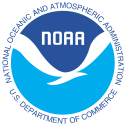 NATIONAL OCEANIC AND ATMOSPHERIC ADMINISTRATION
NOAA
U.S. DEPARTMENT OF COMMERCE